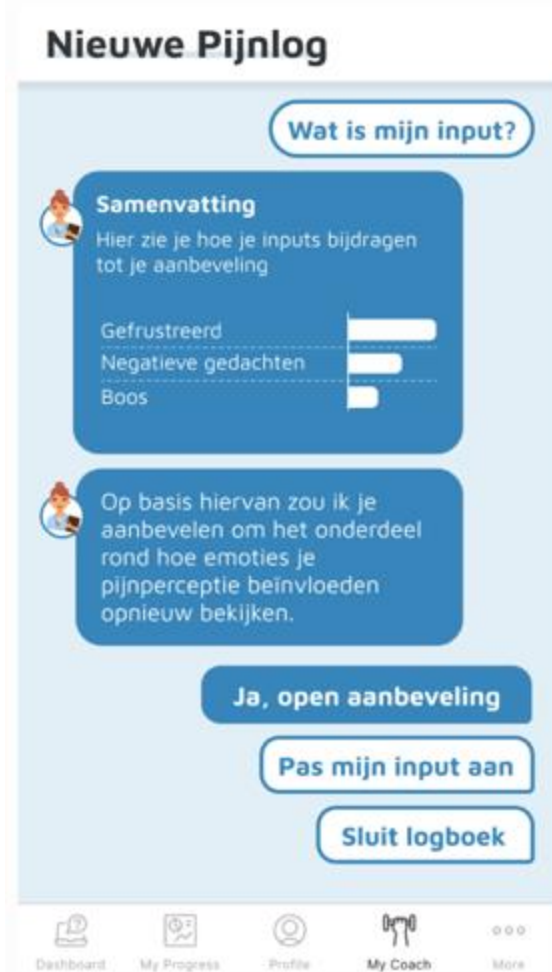 Nieuwe Pijnlog
Wat is mijn input?
Samenvatting
Hier zie je hoe je inputs bijdragen
tot je aanbeveling
Gefrustreerd
Negatieve gedachten
Boos
Op basis hiervan zou ik je
aanbevelen om het onderdeel
rond hoe emoties je
pijnperceptie beïnvloeden
opnieuw bekijken.
Ja, open aanbeveling
Pas mijn input aan
Sluit logboek
Dashboard My Progress Profile My Coach More